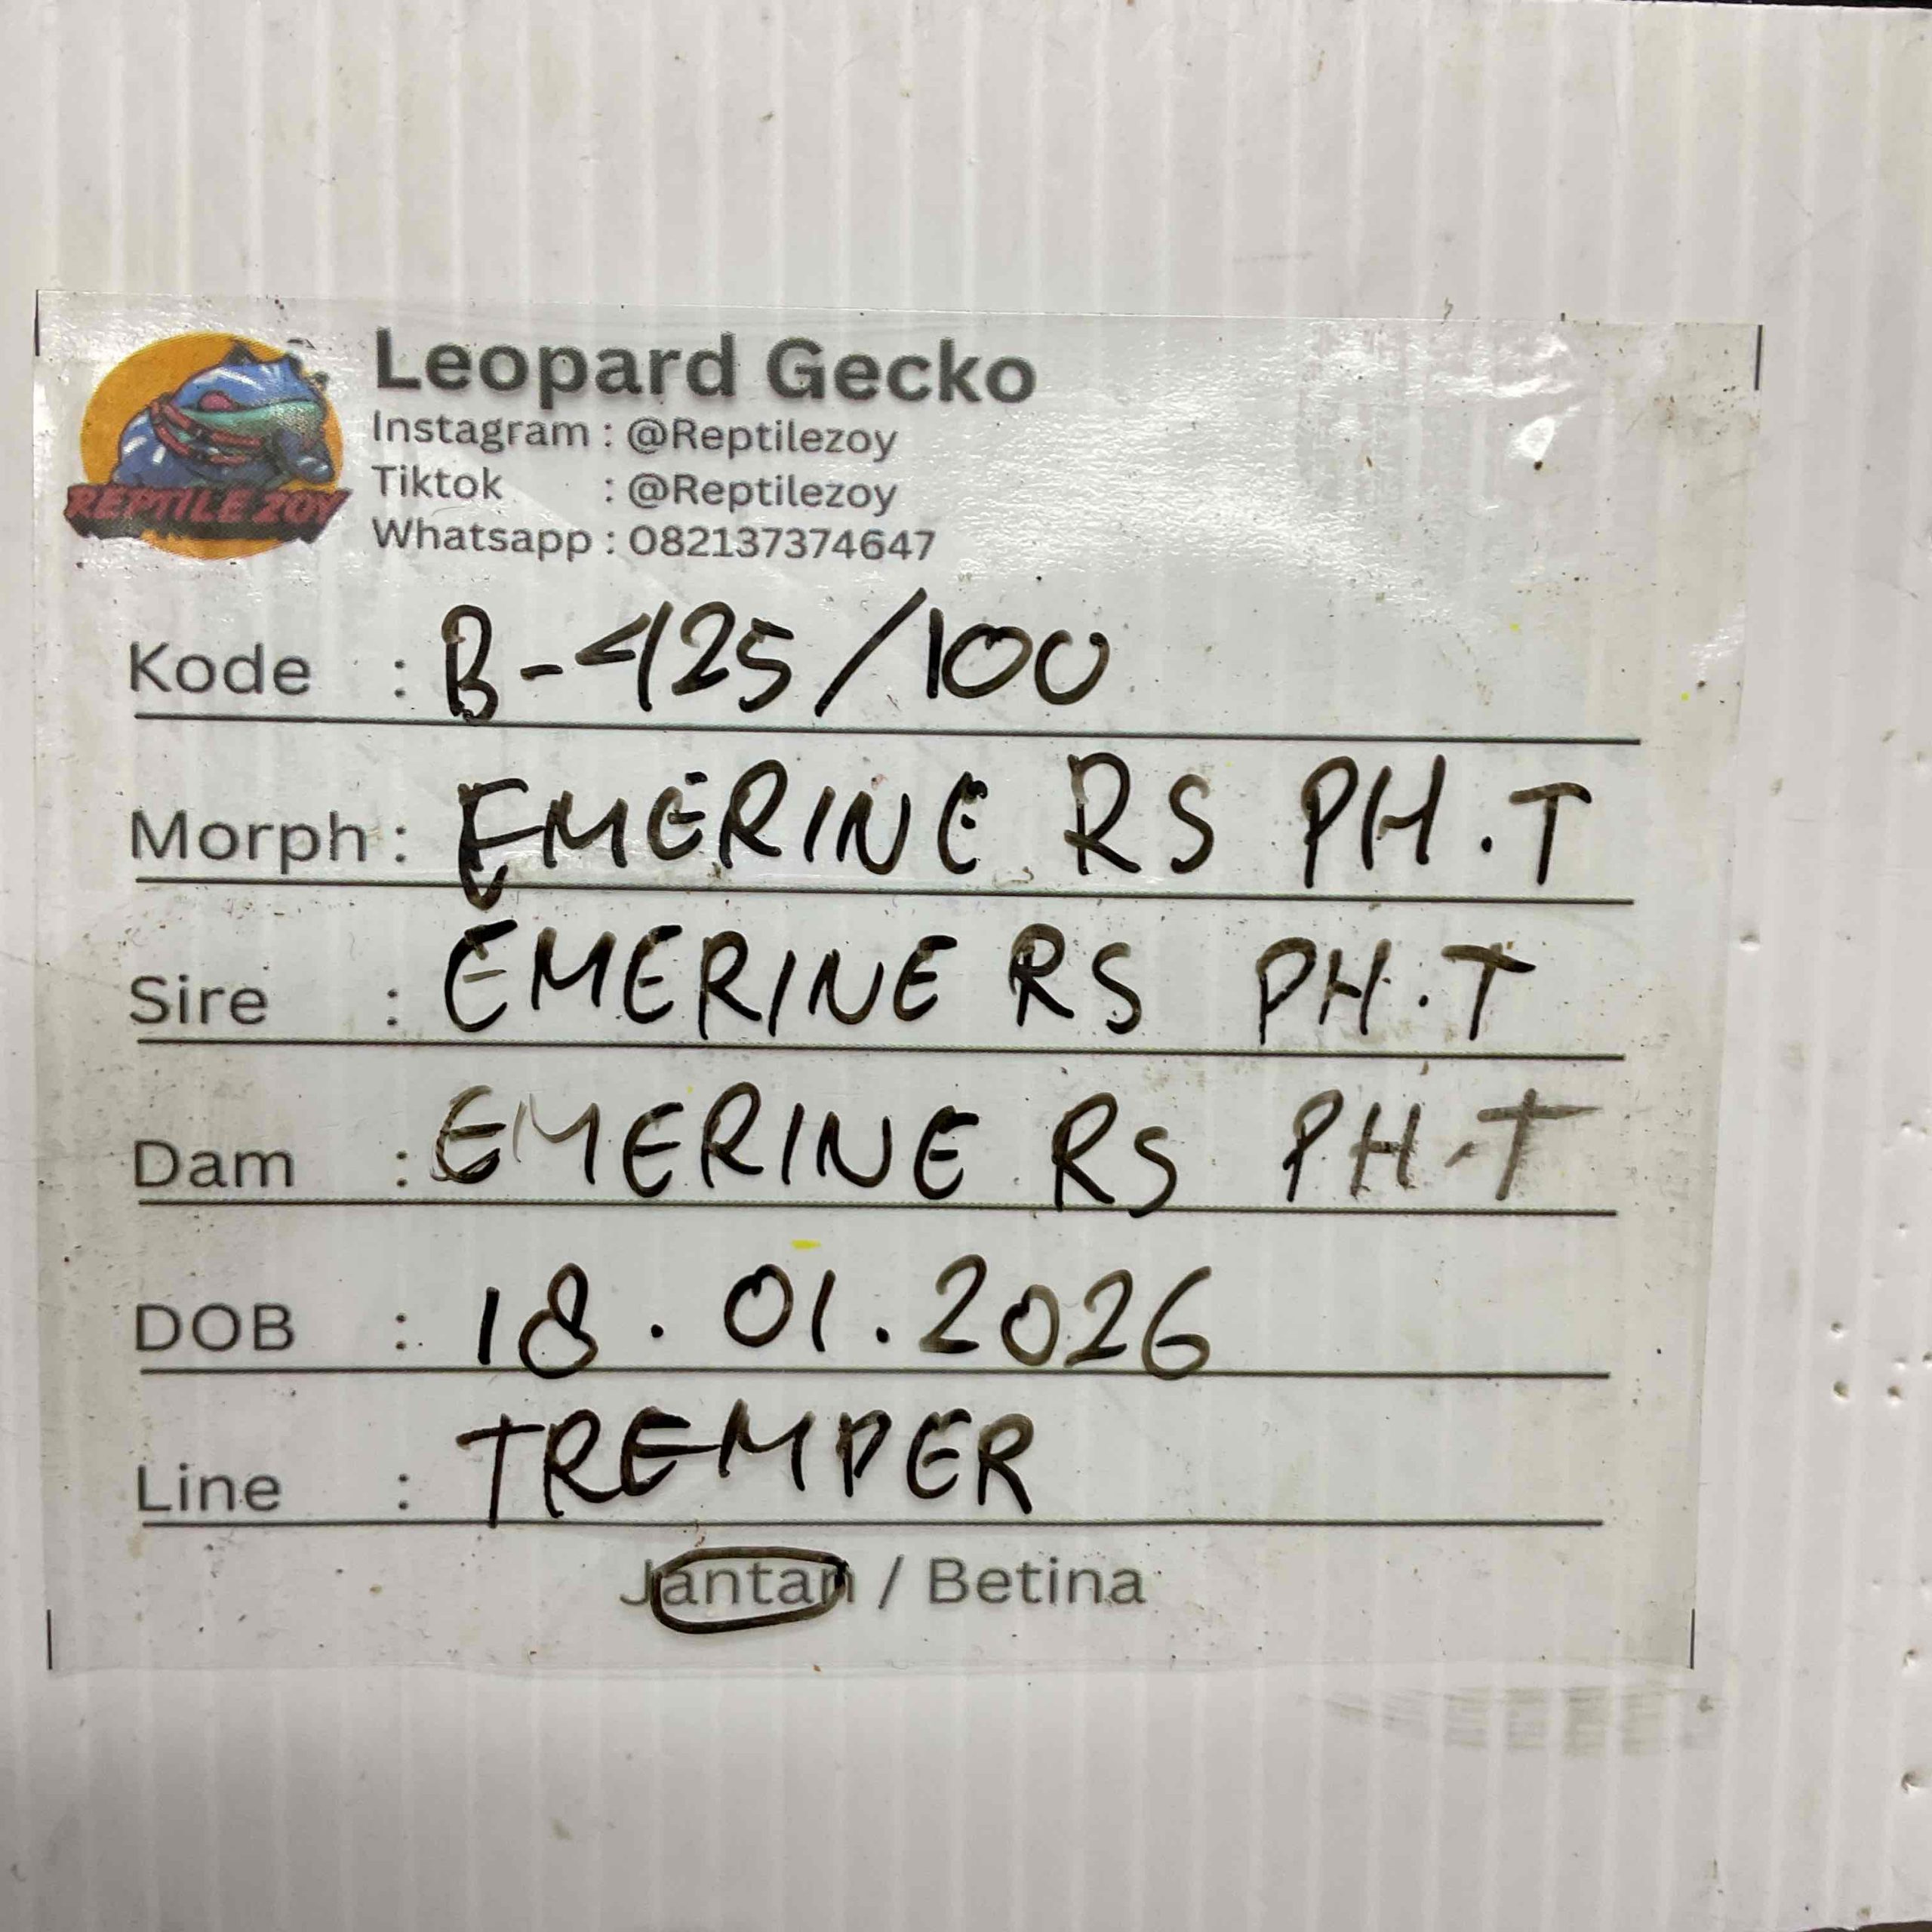 REPTILE ZOY
Leopard Gecko
Instagram : @Reptilezoy
Tiktok : @Reptilezoy
Whatsapp : 082137374647
Kode : B-425/100
Morph : EMERINE RS PH.T
Sire : EMERINE RS PH.T
Dam : EMERINE RS PH.T
DOB : 18.01.2026
Line : TREMPER
Jantan / Betina